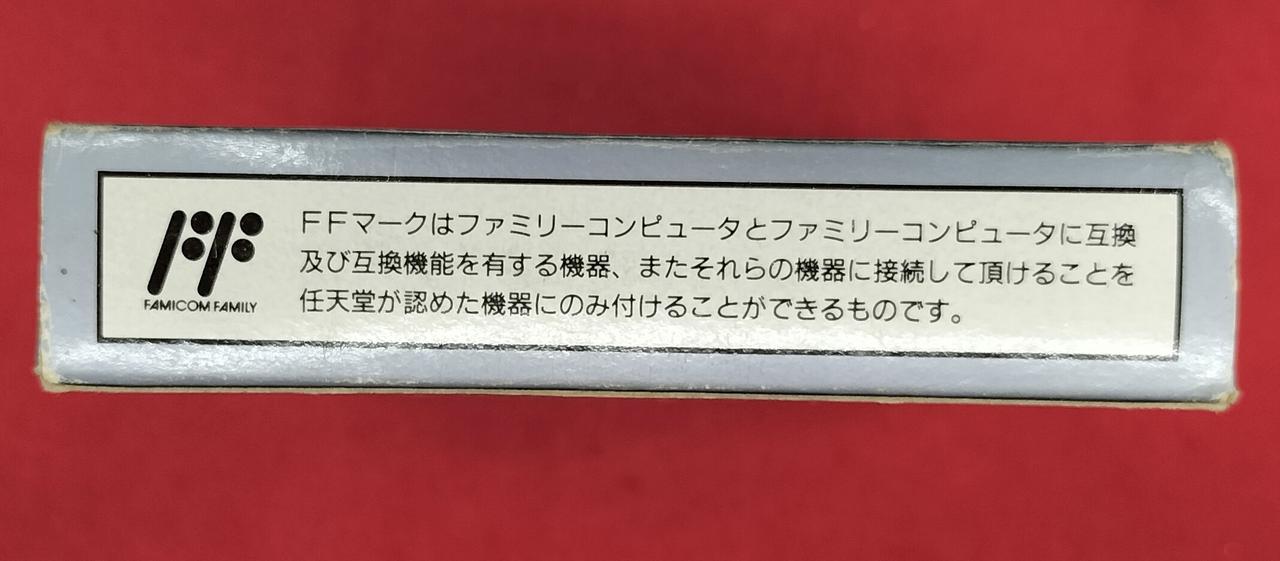 FAMICOM FAMILY
FFマークはファミリーコンピュータとファミリーコンピュータに互換
及び互換機能を有する機器、またそれらの機器に接続して頂けることを
任天堂が認めた機器にのみ付けることができるものです。